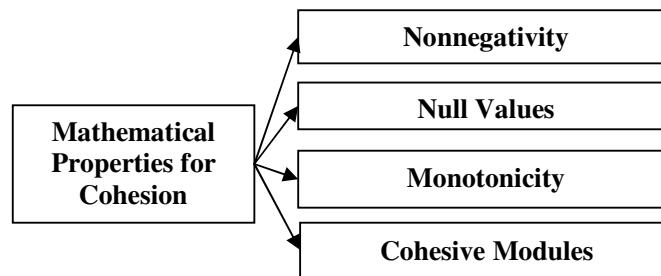 Mathematical
Properties for
Cohesion
Nonnegativity
Null Values
Monotonicity
Cohesive Modules